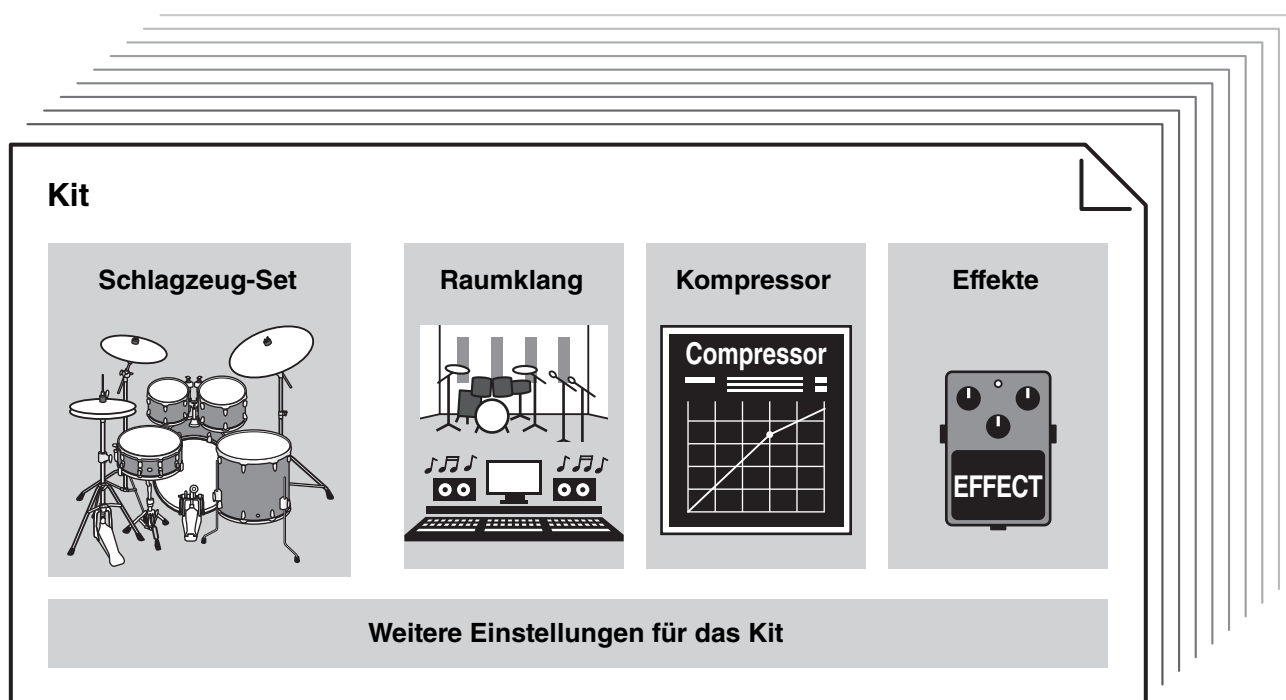 Kit
Schlagzeug-Set
Raumklang
Kompressor
Effekte
Compressor
EFFECT
Weitere Einstellungen für das Kit